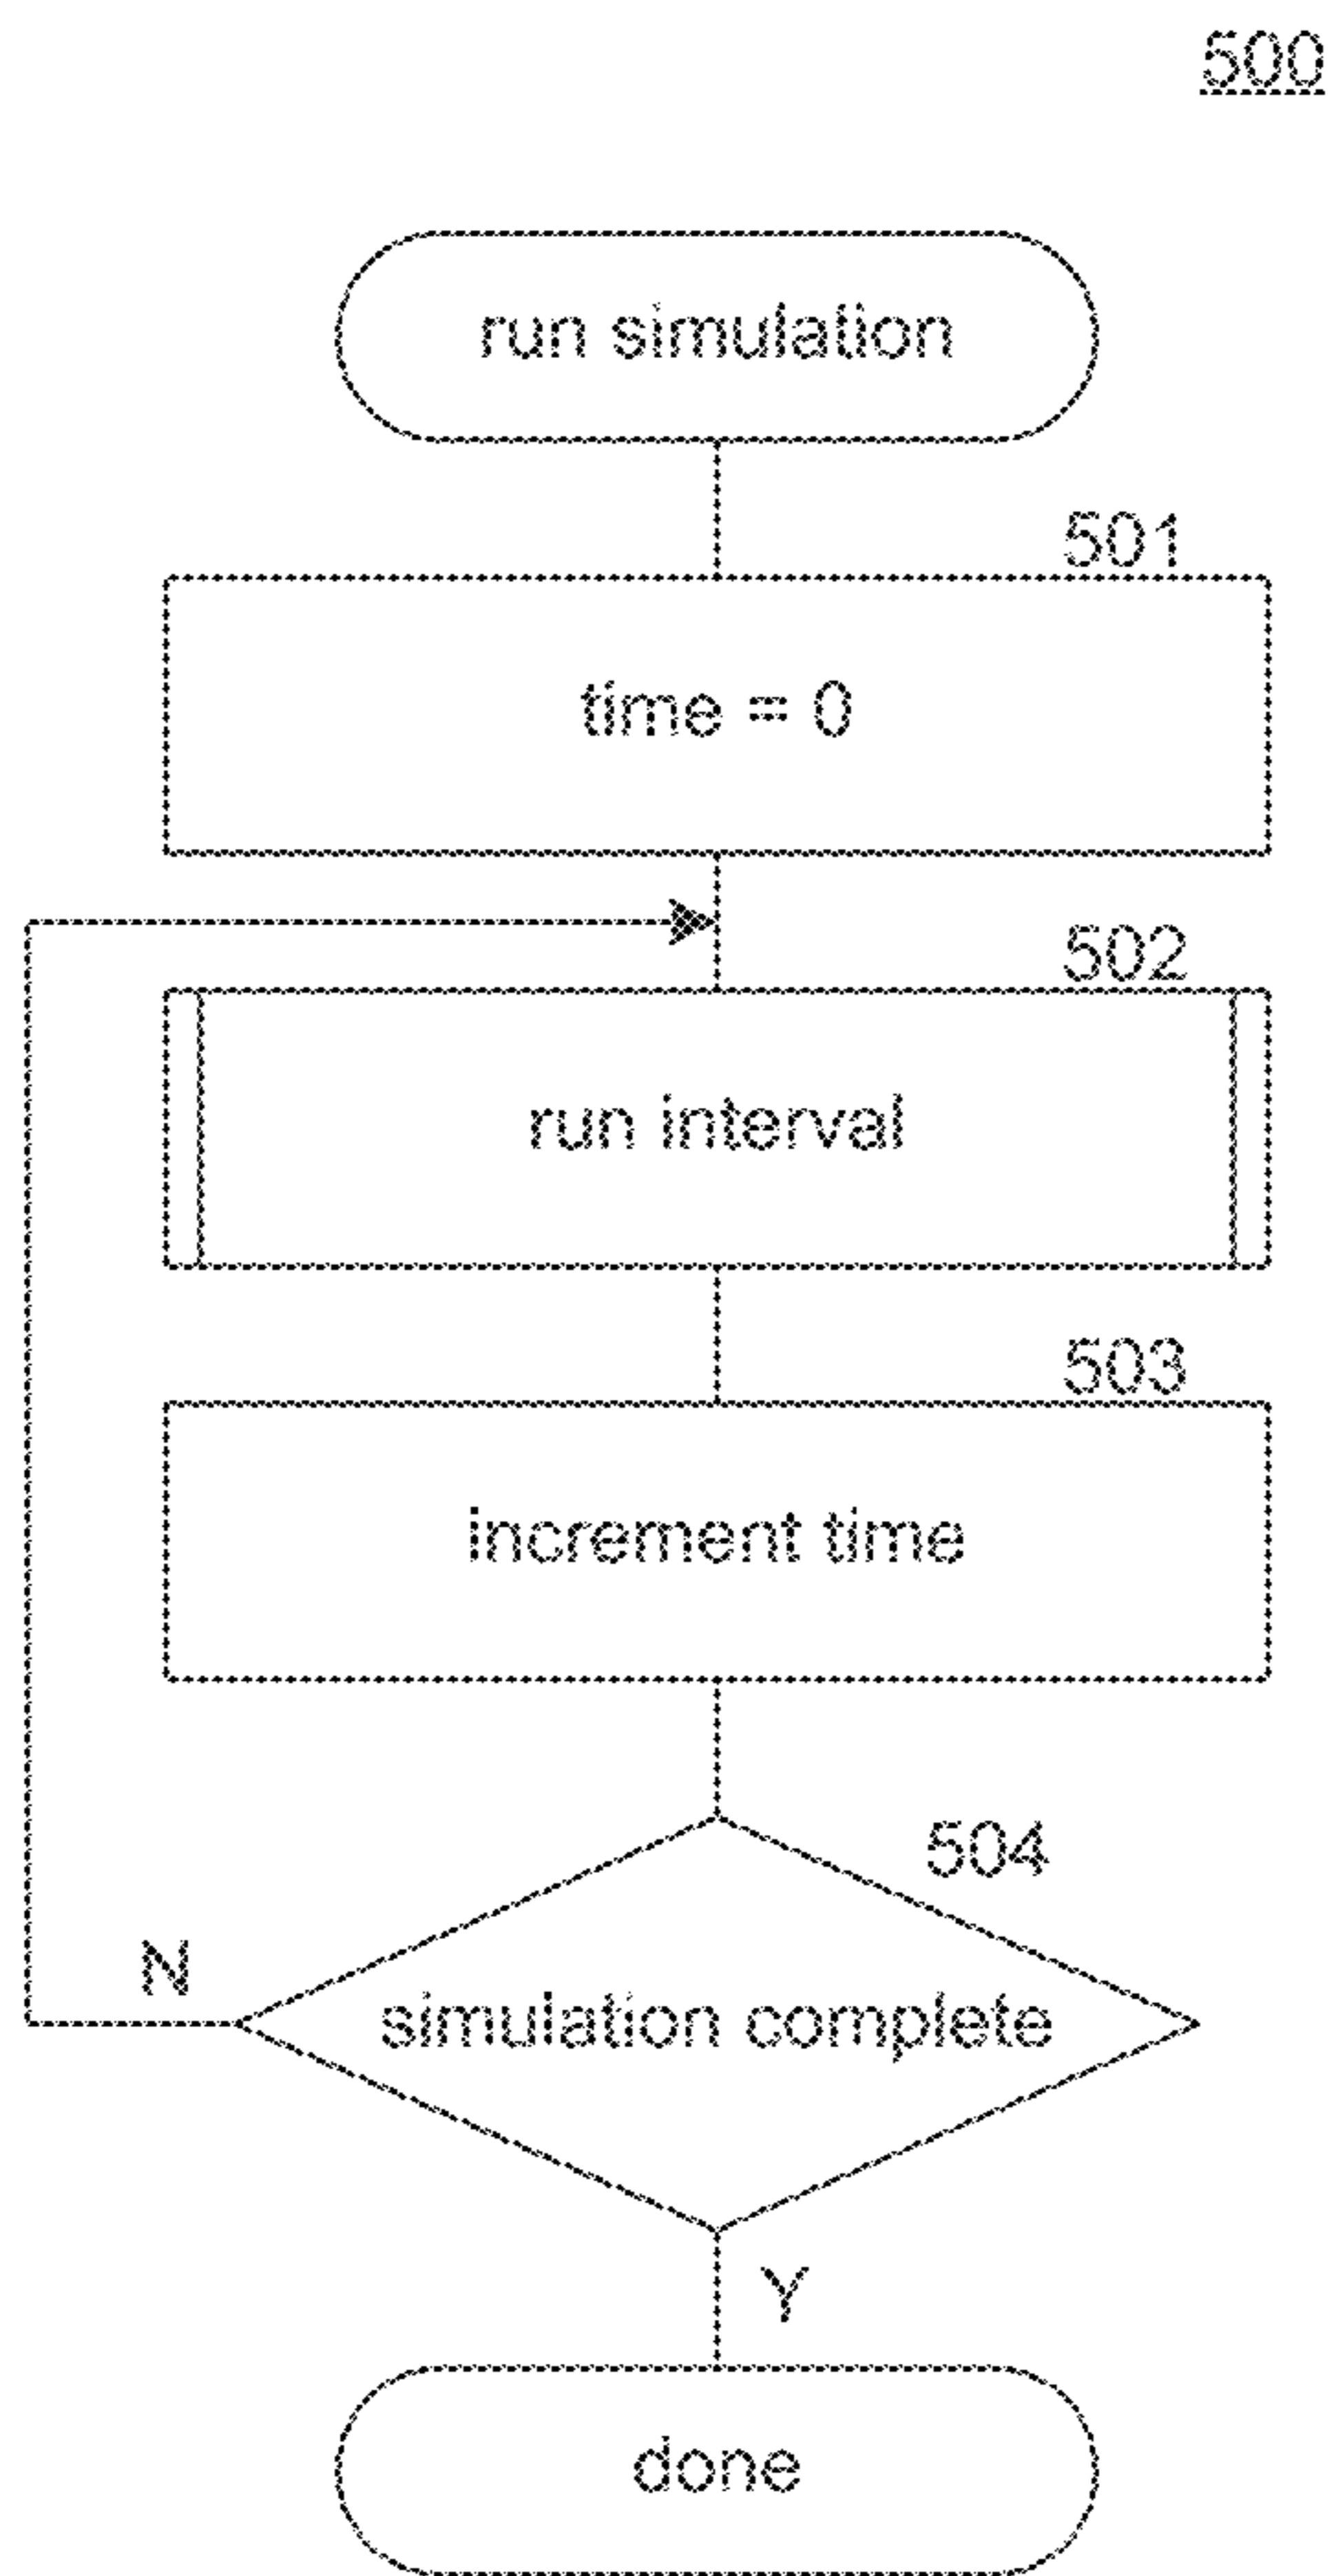 500
run simulation
501
time = 0
502
run interval
503
increment time
504
N
simulation complete
Y
done